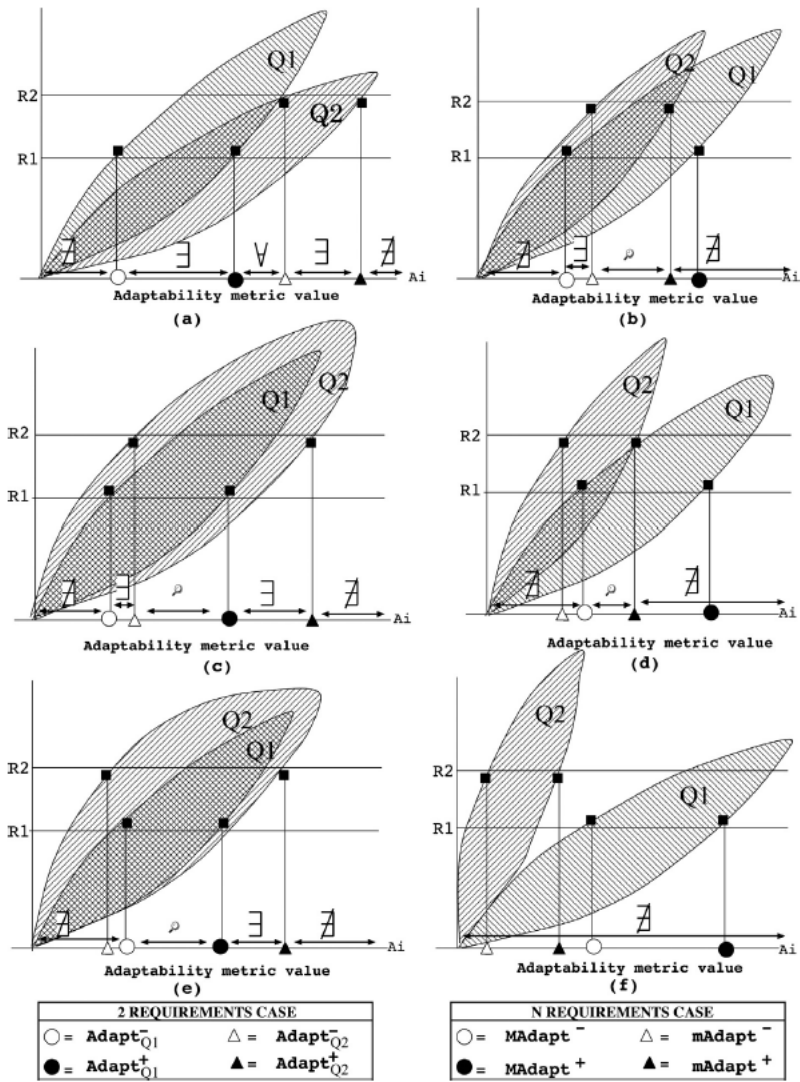 Q1
R2
Q2
R1
∄ ∃ ∀ ∃ ∄
Ai
Adaptability metric value
(a)
Q2
Q1
R2
R1
∄ ∃ ∄
Ai
Adaptability metric value
(b)
Q1
Q2
R2
R1
∄ ∃ ∃ ∄
Ai
Adaptability metric value
(c)
Q2
Q1
R2
R1
∄ ∄
Ai
Adaptability metric value
(d)
Q2
Q1
R2
R1
∄ ∃ ∄
Ai
Adaptability metric value
(e)
Q2
Q1
R2
R1
∄
Ai
Adaptability metric value
(f)
2 REQUIREMENTS CASE
○ = Adapt⁻Q1 △ = Adapt⁻Q2
● = Adapt⁺Q1 ▲ = Adapt⁺Q2
N REQUIREMENTS CASE
○ = MAdapt⁻ △ = mAdapt⁻
● = MAdapt⁺ ▲ = mAdapt⁺